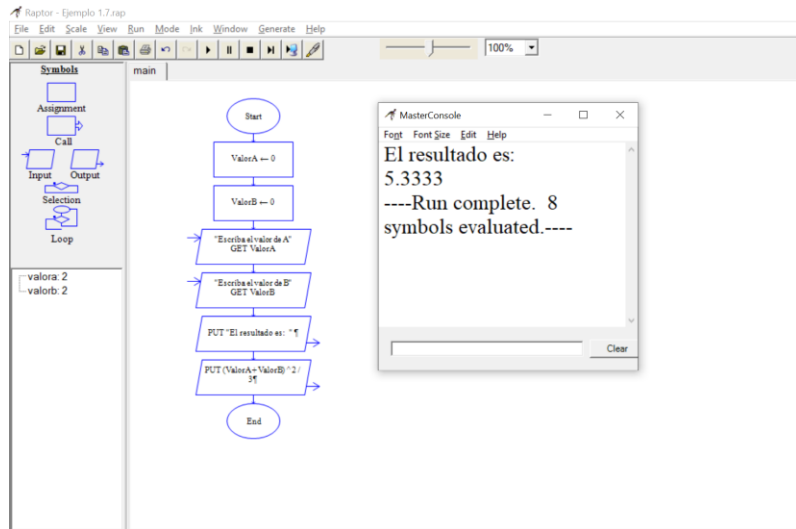 Raptor - Ejemplo 1.7.rap
File Edit Scale View Run Mode Ink Window Generate Help
100%
Symbols
main
Assignment
Call
Input Output
Selection
Loop
valora: 2
valorb: 2
Start
ValorA ← 0
ValorB ← 0
"Escriba el valor de A"
GET ValorA
"Escriba el valor de B"
GET ValorB
PUT "El resultado es:  "¶
PUT (ValorA+ValorB)^2 /
3¶
End
MasterConsole
Font Font Size Edit Help
El resultado es:
5.3333
----Run complete.  8
symbols evaluated.----
Clear